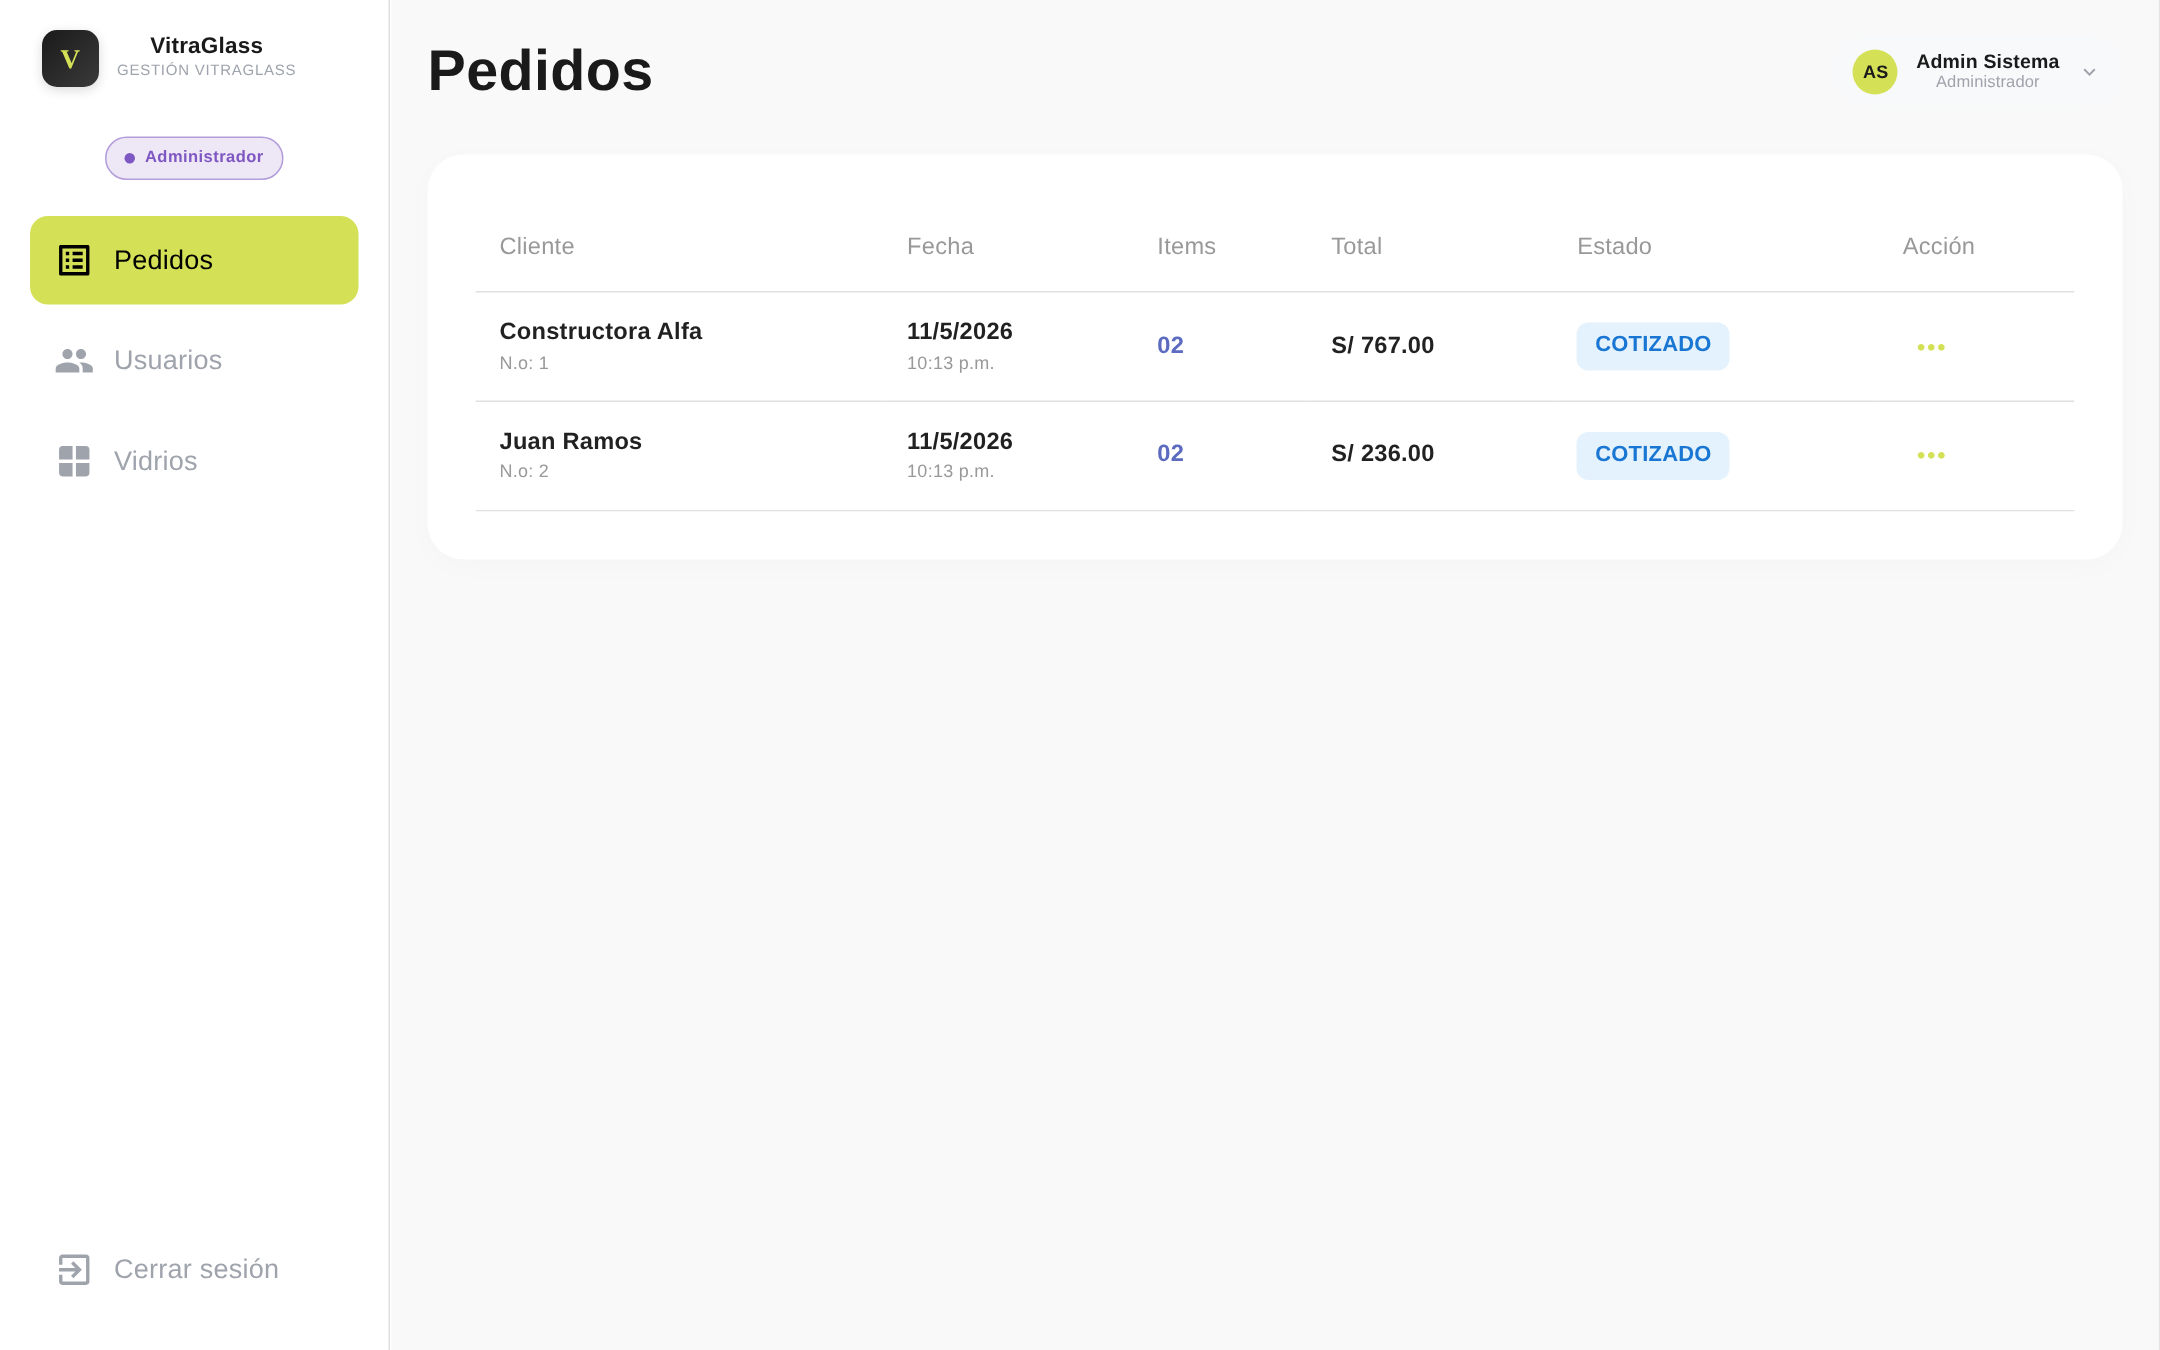 V
VitraGlass
GESTIÓN VITRAGLASS
Administrador
Pedidos
Usuarios
Vidrios
Cerrar sesión
Pedidos
AS
Admin Sistema
Administrador
Cliente Fecha Items Total Estado Acción
Constructora Alfa 11/5/2026 02 S/ 767.00 COTIZADO
N.o: 1 10:13 p.m.
Juan Ramos 11/5/2026 02 S/ 236.00 COTIZADO
N.o: 2 10:13 p.m.